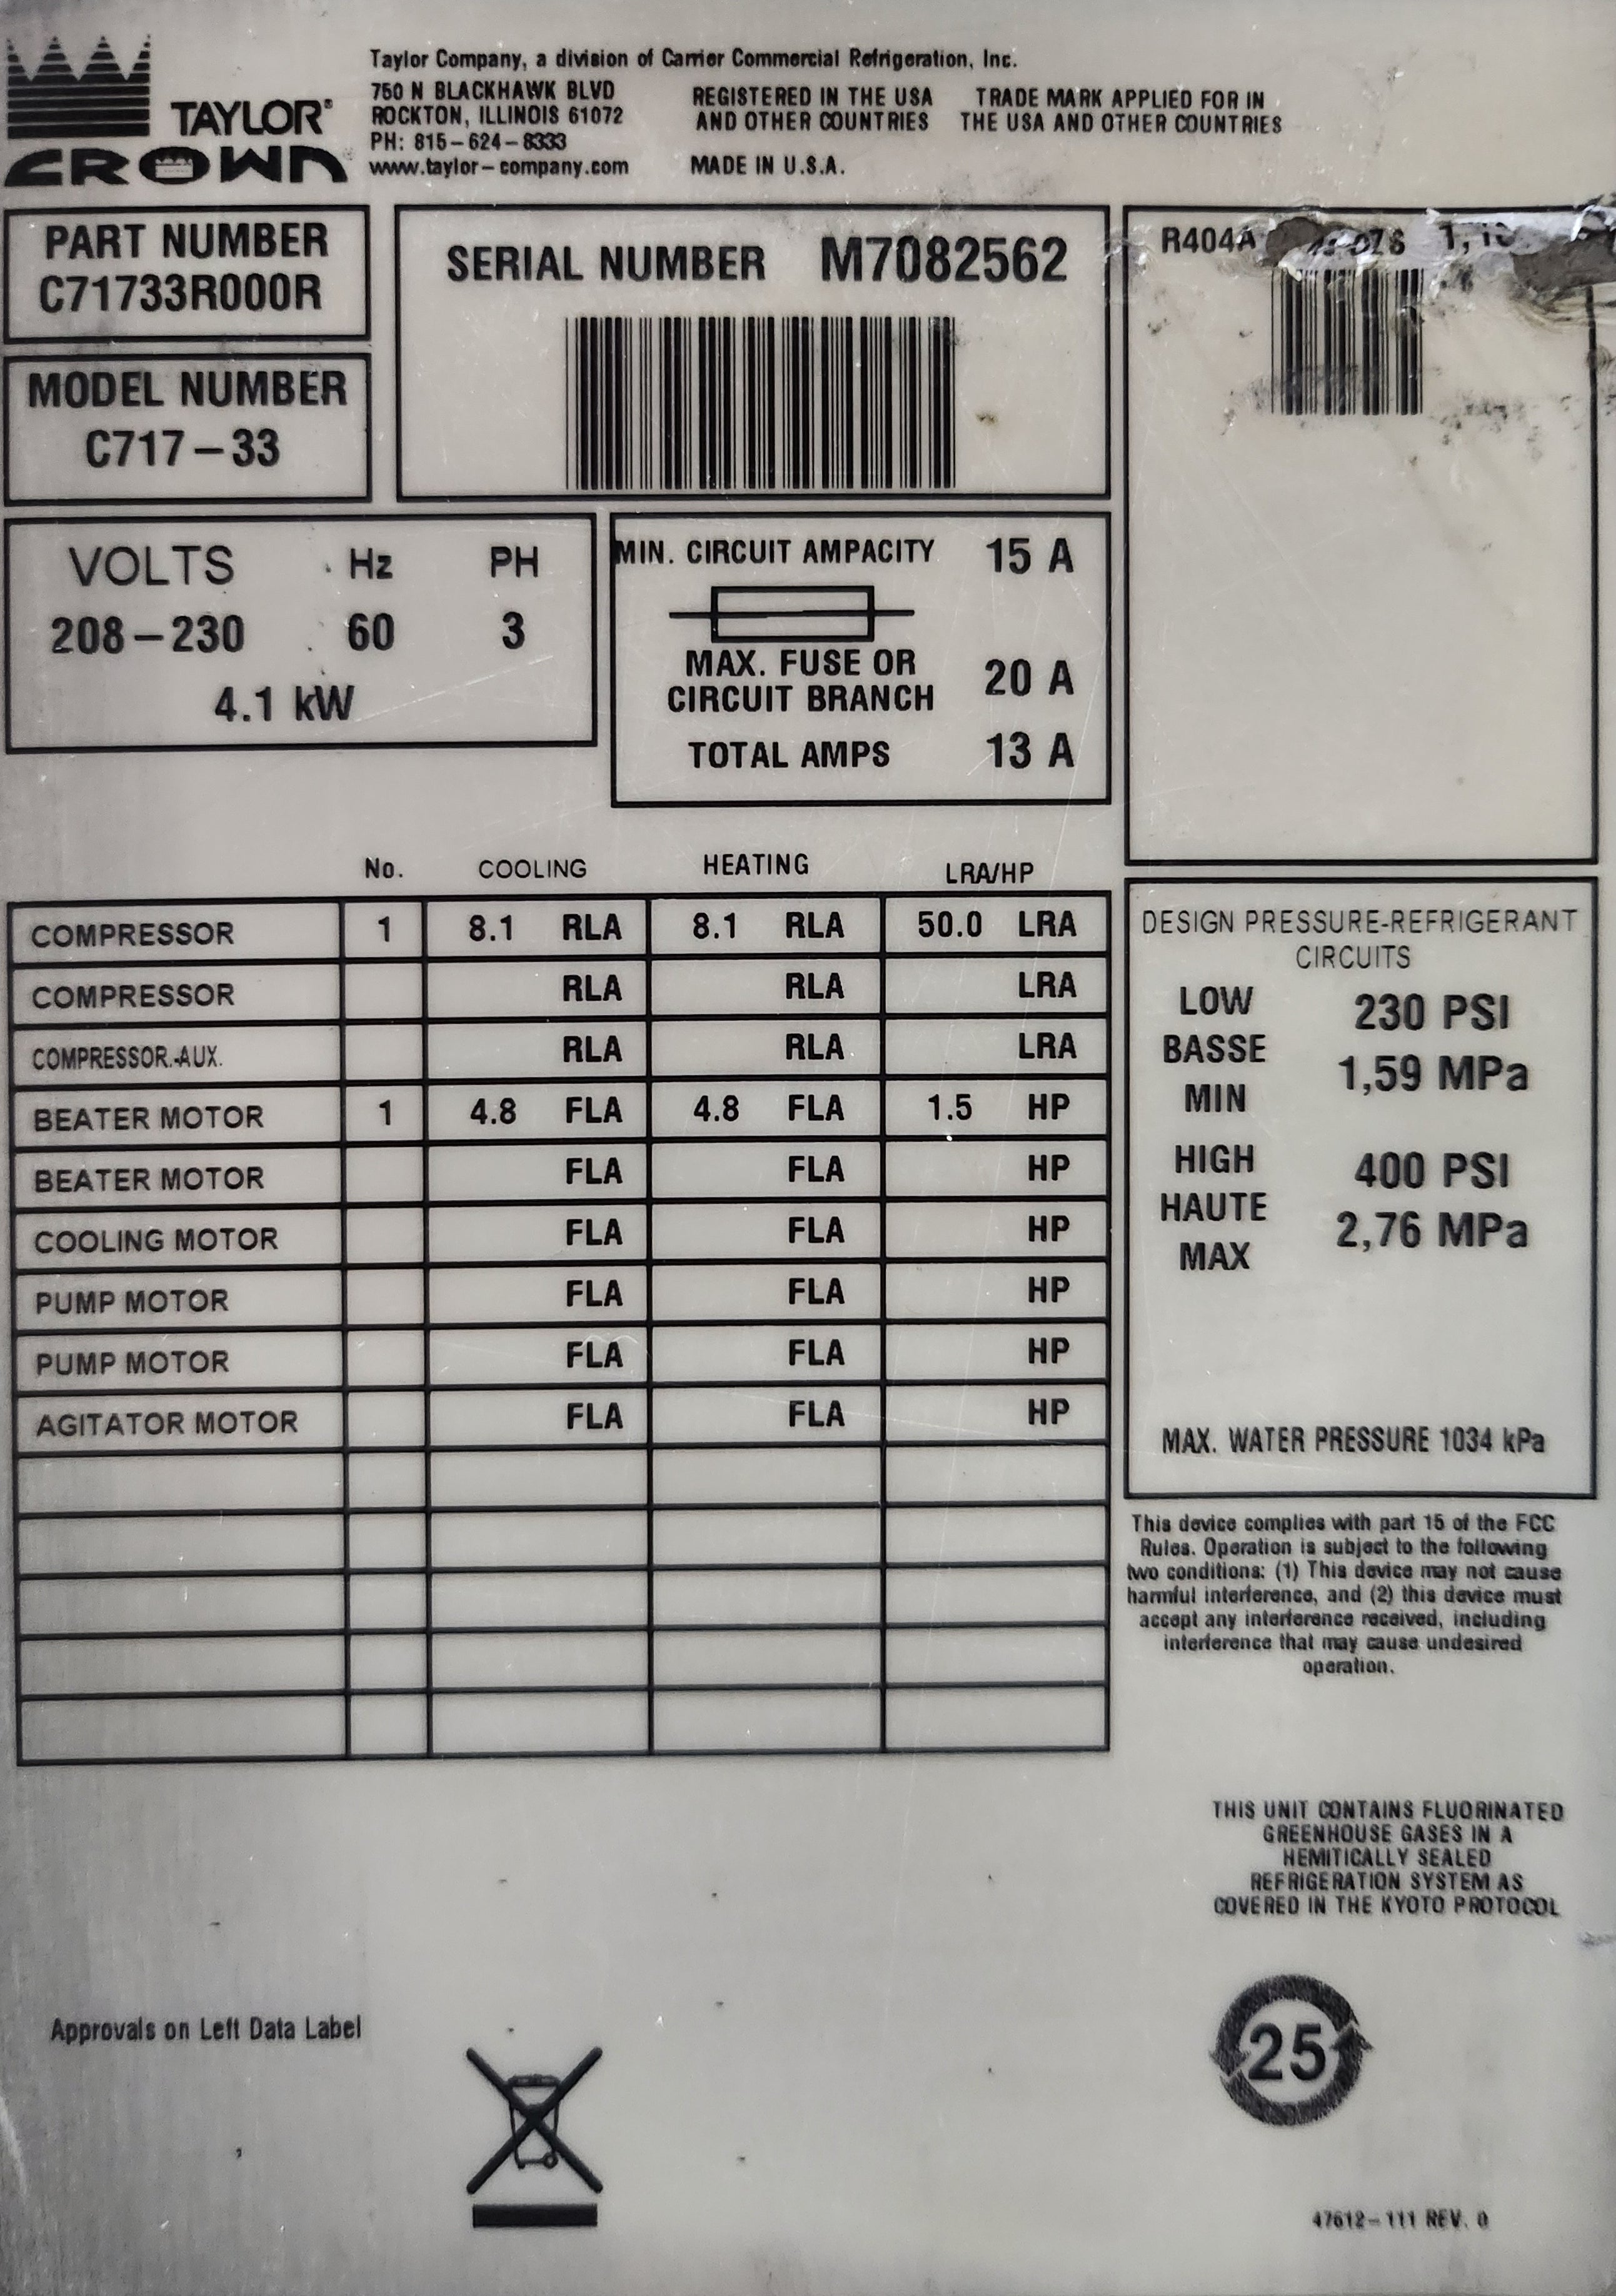 TAYLOR®
CROWN
Taylor Company, a division of Carrier Commercial Refrigeration, Inc.
750 N BLACKHAWK BLVD
ROCKTON, ILLINOIS 61072
PH: 815-624-8333
www.taylor-company.com
REGISTERED IN THE USA
AND OTHER COUNTRIES
MADE IN U.S.A.
TRADE MARK APPLIED FOR IN
THE USA AND OTHER COUNTRIES
PART NUMBER
C71733R000R
MODEL NUMBER
C717-33
SERIAL NUMBER M7082562
R404A
VOLTS Hz PH
208-230 60 3
4.1 kW
MIN. CIRCUIT AMPACITY 15 A
MAX. FUSE OR
CIRCUIT BRANCH 20 A
TOTAL AMPS 13 A
No. COOLING HEATING LRA/HP
COMPRESSOR 1 8.1 RLA 8.1 RLA 50.0 LRA
COMPRESSOR RLA RLA LRA
COMPRESSOR.-AUX. RLA RLA LRA
BEATER MOTOR 1 4.8 FLA 4.8 FLA 1.5 HP
BEATER MOTOR FLA FLA HP
COOLING MOTOR FLA FLA HP
PUMP MOTOR FLA FLA HP
PUMP MOTOR FLA FLA HP
AGITATOR MOTOR FLA FLA HP
DESIGN PRESSURE-REFRIGERANT
CIRCUITS
LOW 230 PSI
BASSE 1,59 MPa
MIN
HIGH 400 PSI
HAUTE 2,76 MPa
MAX
MAX. WATER PRESSURE 1034 kPa
This device complies with part 15 of the FCC
Rules. Operation is subject to the following
two conditions: (1) This device may not cause
harmful interference, and (2) this device must
accept any interference received, including
interference that may cause undesired
operation.
THIS UNIT CONTAINS FLUORINATED
GREENHOUSE GASES IN A
HEMITICALLY SEALED
REFRIGERATION SYSTEM AS
COVERED IN THE KYOTO PROTOCOL
Approvals on Left Data Label
25
47612-111 REV. 0